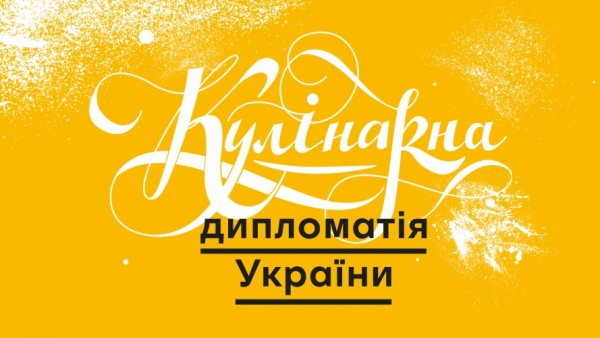 Кулінарна
дипломатія
України